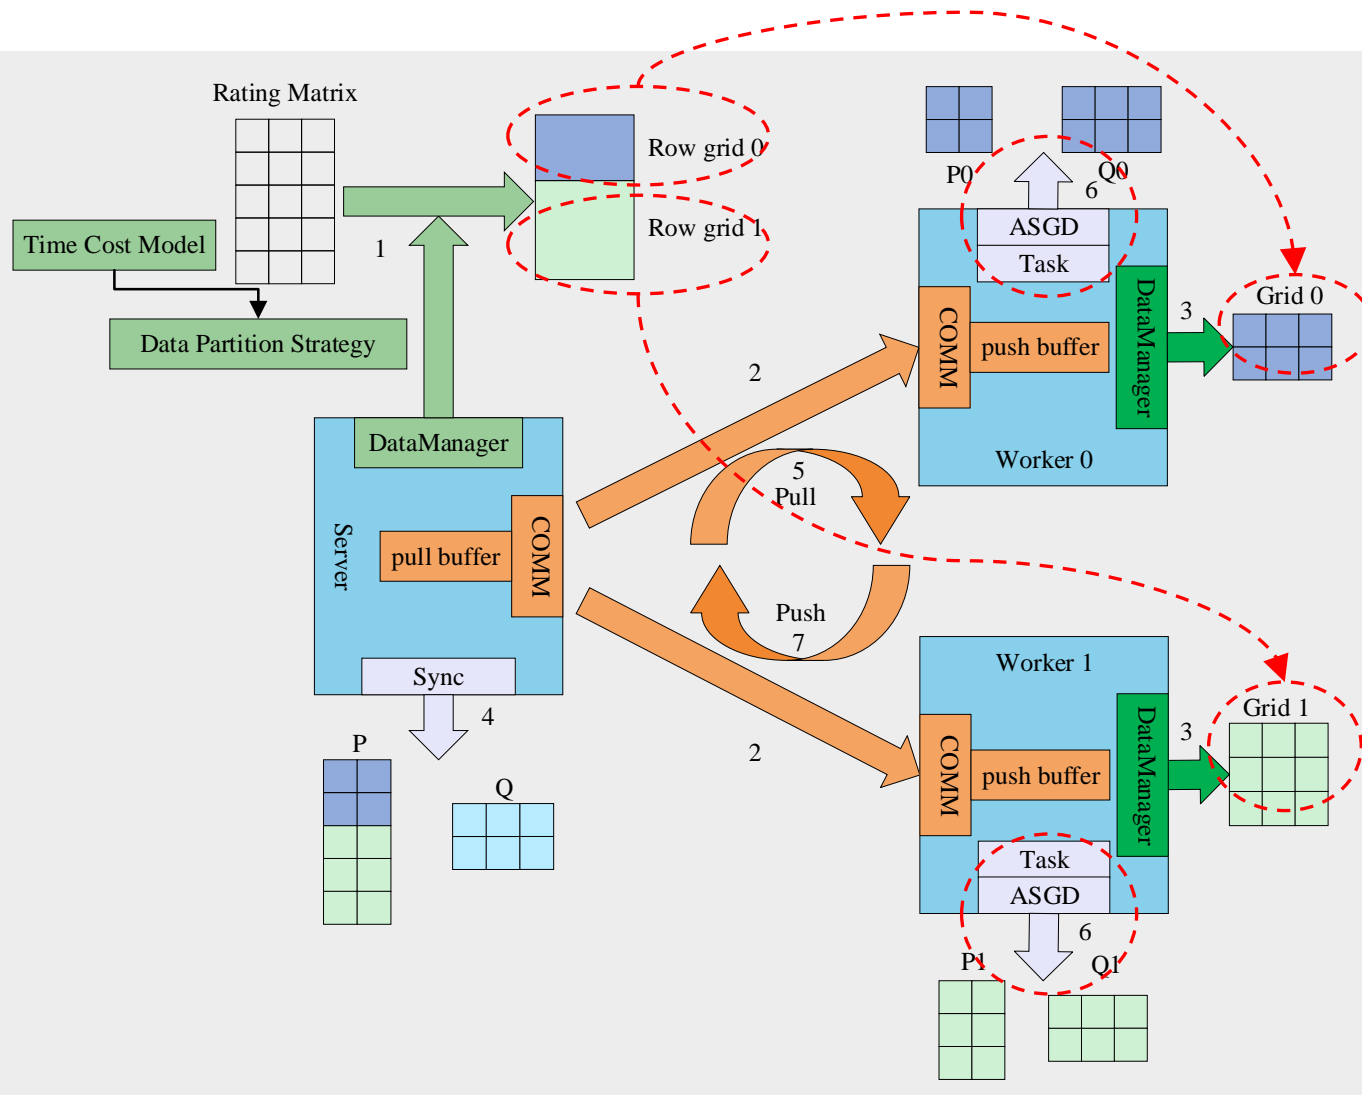 Rating Matrix
Row grid 0
Row grid 1
1
Time Cost Model
Data Partition Strategy
DataManager
Server
pull buffer
COMM
Sync
4
P
Q
2
2
5
Pull
Push
7
P0
Q0
6
ASGD
Task
COMM
push buffer
DataManager
3
Grid 0
Worker 0
Worker 1
COMM
push buffer
DataManager
3
Grid 1
Task
ASGD
6
P1
Q1